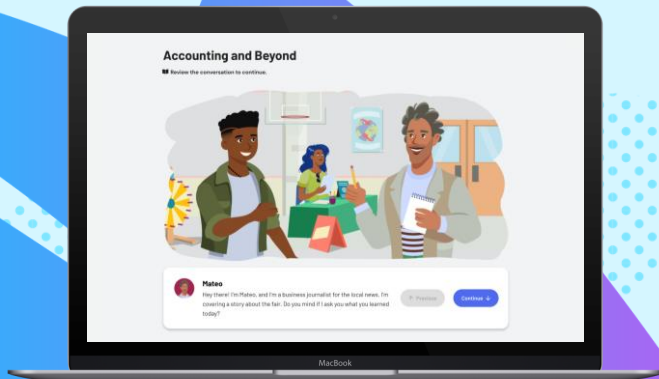 Accounting and Beyond
Review the conversation to continue.
Mateo
Hey there! I'm Mateo, and I'm a business journalist for the local news. I'm
covering a story about the fair. Do you mind if I ask you what you learned
today?
Previous
Continue
MacBook